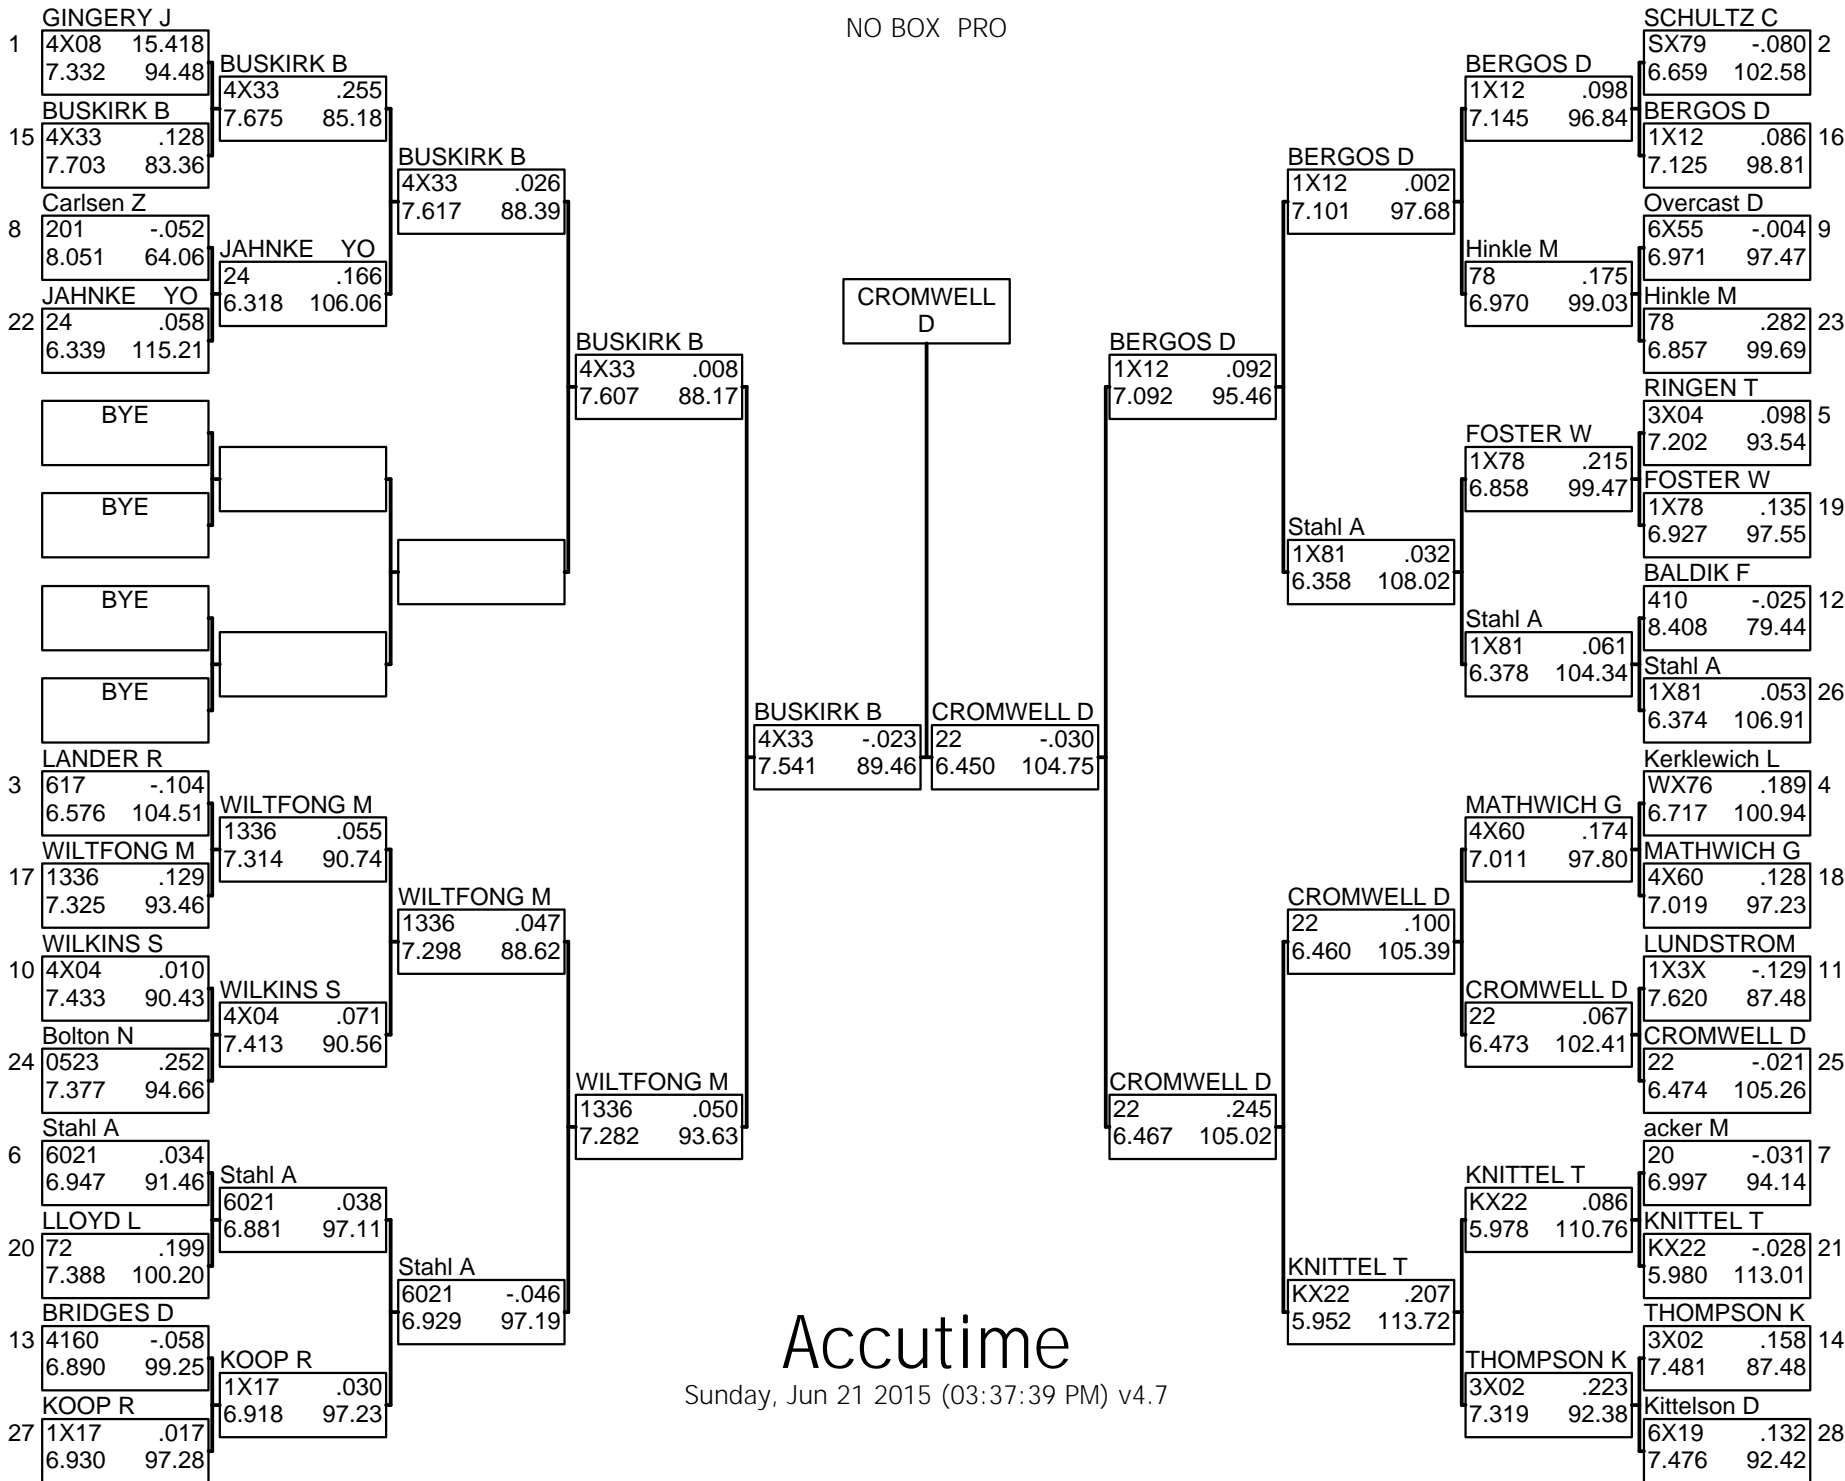 NO BOX PRO
GINGERY J
1 4X08 15.418
7.332 94.48
BUSKIRK B
15 4X33 .128
7.703 83.36
Carlsen Z
8 201 -.052
8.051 64.06
JAHNKE YO
22 24 .058
6.339 115.21
BYE
BYE
BYE
BYE
LANDER R
3 617 -.104
6.576 104.51
WILTFONG M
17 1336 .129
7.325 93.46
WILKINS S
10 4X04 .010
7.433 90.43
Bolton N
24 0523 .252
7.377 94.66
Stahl A
6 6021 .034
6.947 91.46
LLOYD L
20 72 .199
7.388 100.20
BRIDGES D
13 4160 -.058
6.890 99.25
KOOP R
27 1X17 .017
6.930 97.28
BUSKIRK B
4X33 .255
7.675 85.18
JAHNKE YO
24 .166
6.318 106.06
WILTFONG M
1336 .055
7.314 90.74
WILKINS S
4X04 .071
7.413 90.56
Stahl A
6021 .038
6.881 97.11
KOOP R
1X17 .030
6.918 97.23
BUSKIRK B
4X33 .026
7.617 88.39
WILTFONG M
1336 .047
7.298 88.62
Stahl A
6021 -.046
6.929 97.19
BUSKIRK B
4X33 .008
7.607 88.17
WILTFONG M
1336 .050
7.282 93.63
BUSKIRK B
4X33 -.023
7.541 89.46
CROMWELL
D
CROMWELL D
22 -.030
6.450 104.75
BERGOS D
1X12 .092
7.092 95.46
CROMWELL D
22 .245
6.467 105.02
BERGOS D
1X12 .002
7.101 97.68
Stahl A
1X81 .032
6.358 108.02
CROMWELL D
22 .100
6.460 105.39
KNITTEL T
KX22 .207
5.952 113.72
BERGOS D
1X12 .098
7.145 96.84
Hinkle M
78 .175
6.970 99.03
FOSTER W
1X78 .215
6.858 99.47
Stahl A
1X81 .061
6.378 104.34
MATHWICH G
4X60 .174
7.011 97.80
CROMWELL D
22 .067
6.473 102.41
KNITTEL T
KX22 .086
5.978 110.76
THOMPSON K
3X02 .223
7.319 92.38
SCHULTZ C
SX79 -.080 2
6.659 102.58
BERGOS D
1X12 .086 16
7.125 98.81
Overcast D
6X55 -.004 9
6.971 97.47
Hinkle M
78 .282 23
6.857 99.69
RINGEN T
3X04 .098 5
7.202 93.54
FOSTER W
1X78 .135 19
6.927 97.55
BALDIK F
410 -.025 12
8.408 79.44
Stahl A
1X81 .053 26
6.374 106.91
Kerklewich L
WX76 .189 4
6.717 100.94
MATHWICH G
4X60 .128 18
7.019 97.23
LUNDSTROM
1X3X -.129 11
7.620 87.48
CROMWELL D
22 -.021 25
6.474 105.26
acker M
20 -.031 7
6.997 94.14
KNITTEL T
KX22 -.028 21
5.980 113.01
THOMPSON K
3X02 .158 14
7.481 87.48
Kittelson D
6X19 .132 28
7.476 92.42
Accutime
Sunday, Jun 21 2015 (03:37:39 PM) v4.7